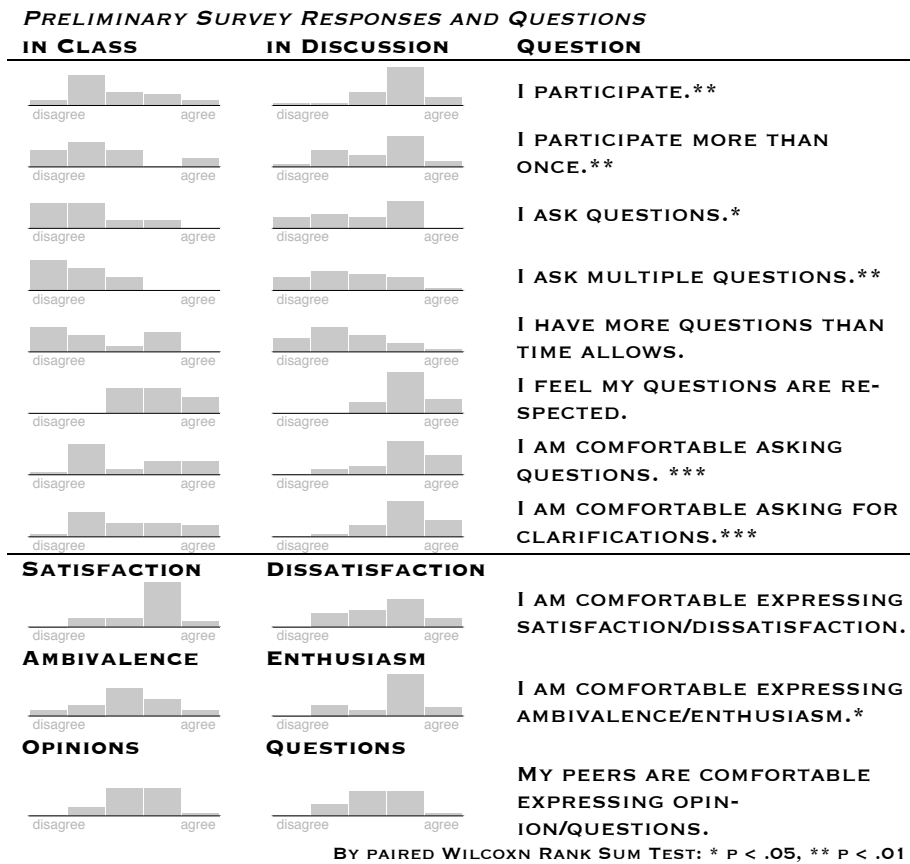 Preliminary Survey Responses and Questions
in Class in Discussion Question
disagree agree disagree agree I participate.**
I participate more than
disagree agree disagree agree once.**
disagree agree disagree agree I ask questions.*
disagree agree disagree agree I ask multiple questions.**
I have more questions than
disagree agree disagree agree time allows.
I feel my questions are re-
disagree agree disagree agree spected.
I am comfortable asking
disagree agree disagree agree questions. ***
I am comfortable asking for
disagree agree disagree agree clarifications.***
Satisfaction Dissatisfaction
I am comfortable expressing
disagree agree disagree agree satisfaction/dissatisfaction.
Ambivalence Enthusiasm
I am comfortable expressing
disagree agree disagree agree ambivalence/enthusiasm.*
Opinions Questions
My peers are comfortable
expressing opin-
disagree agree disagree agree ion/questions.
By paired Wilcoxn Rank Sum Test: * p < .05, ** p < .01